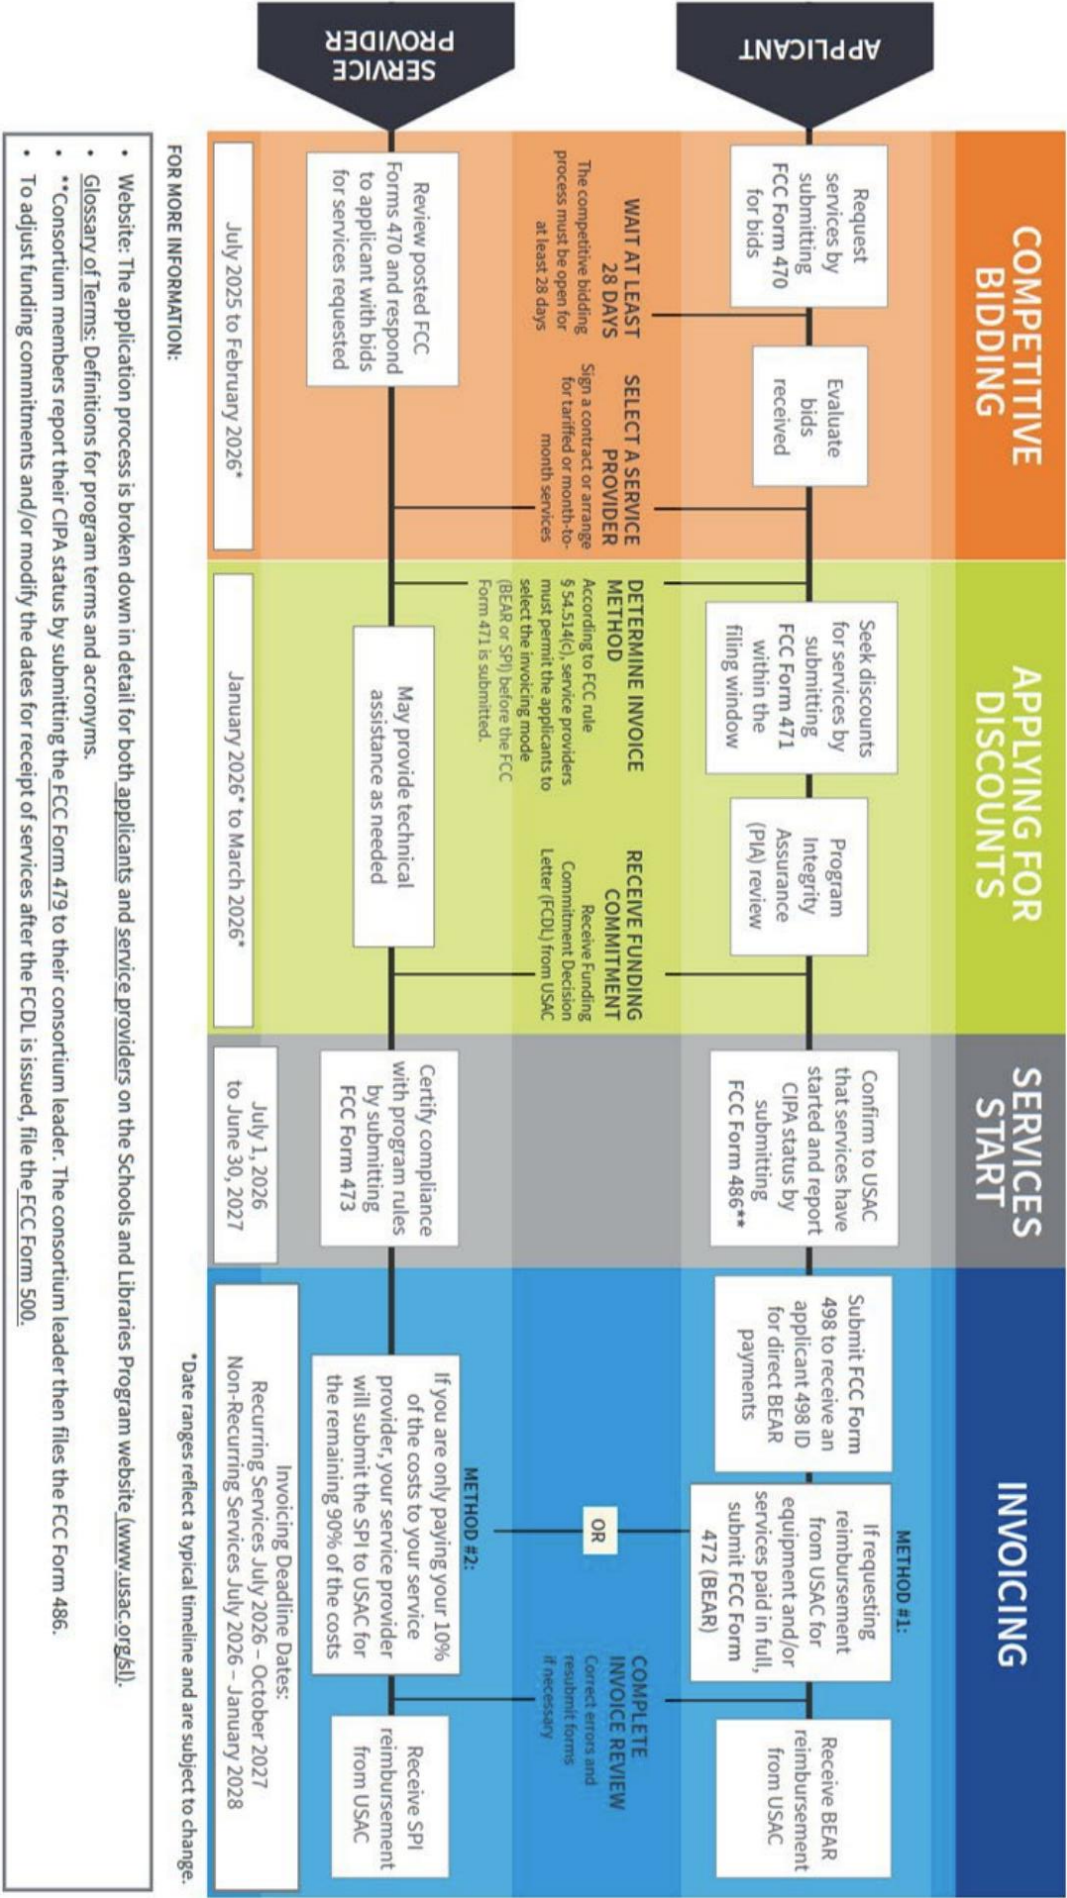 COMPETITIVE
BIDDING
APPLYING FOR
DISCOUNTS
SERVICES
START
INVOICING
APPLICANT
Request
services by
submitting
FCC Form 470
for bids
Evaluate
bids
received
Seek discounts
for services by
submitting
FCC Form 471
within the
filing window
Program
Integrity
Assurance
(PIA) review
Confirm to USAC
that services have
started and report
CIPA status by
submitting
FCC Form 486**
Submit FCC Form
498 to receive an
applicant 498 ID
for direct BEAR
payments
METHOD #1:
If requesting
reimbursement
from USAC for
equipment and/or
services paid in full,
submit FCC Form
472 (BEAR)
Receive BEAR
reimbursement
from USAC
WAIT AT LEAST
28 DAYS
The competitive bidding
process must be open for
at least 28 days
SELECT A SERVICE
PROVIDER
Sign a contract or arrange
for tariffed or month-to-
month services
DETERMINE INVOICE
METHOD
According to FCC rule
§ 54.514(c), service providers
must permit the applicants to
select the invoicing mode
(BEAR or SPI) before the FCC
Form 471 is submitted.
RECEIVE FUNDING
COMMITMENT
Receive Funding
Commitment Decision
Letter (FCDL) from USAC
OR
COMPLETE
INVOICE REVIEW
Correct errors and
resubmit forms
if necessary
SERVICE
PROVIDER
Review posted FCC
Forms 470 and respond
to applicant with bids
for services requested
May provide technical
assistance as needed
Certify compliance
with program rules
by submitting
FCC Form 473
METHOD #2:
If you are only paying your 10%
of the costs to your service
provider, your service provider
will submit the SPI to USAC for
the remaining 90% of the costs
Receive SPI
reimbursement
from USAC
July 2025 to February 2026*
January 2026* to March 2026*
July 1, 2026
to June 30, 2027
Invoicing Deadline Dates:
Recurring Services July 2026 – October 2027
Non-Recurring Services July 2026 – January 2028
*Date ranges reflect a typical timeline and are subject to change.
FOR MORE INFORMATION:
• Website: The application process is broken down in detail for both applicants and service providers on the Schools and Libraries Program website (www.usac.org/sl).
• Glossary of Terms: Definitions for program terms and acronyms.
• **Consortium members report their CIPA status by submitting the FCC Form 479 to their consortium leader. The consortium leader then files the FCC Form 486.
• To adjust funding commitments and/or modify the dates for receipt of services after the FCDL is issued, file the FCC Form 500.